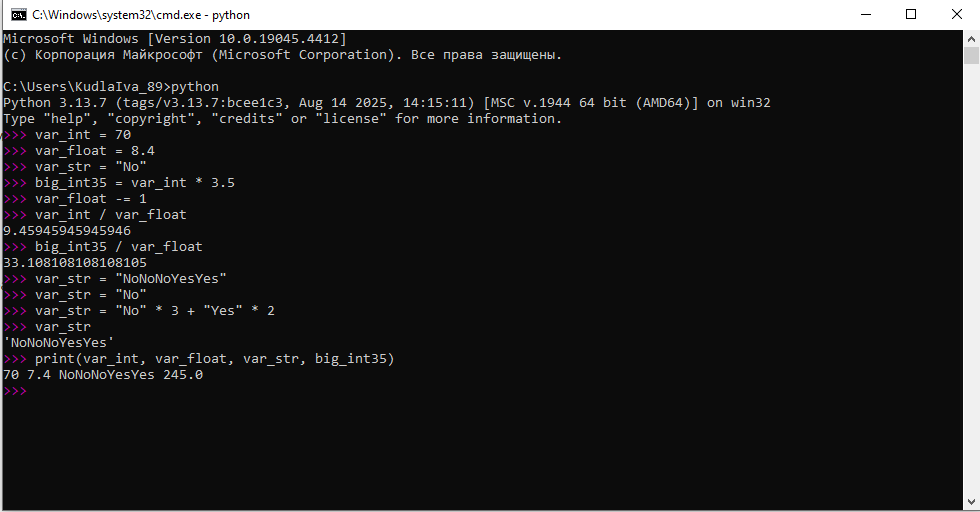 C:\Windows\system32\cmd.exe - python
Microsoft Windows [Version 10.0.19045.4412]
(c) Корпорация Майкрософт (Microsoft Corporation). Все права защищены.
C:\Users\KudlaIva_89>python
Python 3.13.7 (tags/v3.13.7:bcee1c3, Aug 14 2025, 14:15:11) [MSC v.1944 64 bit (AMD64)] on win32
Type "help", "copyright", "credits" or "license" for more information.
>>> var_int = 70
>>> var_float = 8.4
>>> var_str = "No"
>>> big_int35 = var_int * 3.5
>>> var_float -= 1
>>> var_int / var_float
9.45945945945946
>>> big_int35 / var_float
33.108108108108105
>>> var_str = "NoNoNoYesYes"
>>> var_str = "No"
>>> var_str = "No" * 3 + "Yes" * 2
>>> var_str
'NoNoNoYesYes'
>>> print(var_int, var_float, var_str, big_int35)
70 7.4 NoNoNoYesYes 245.0
>>>